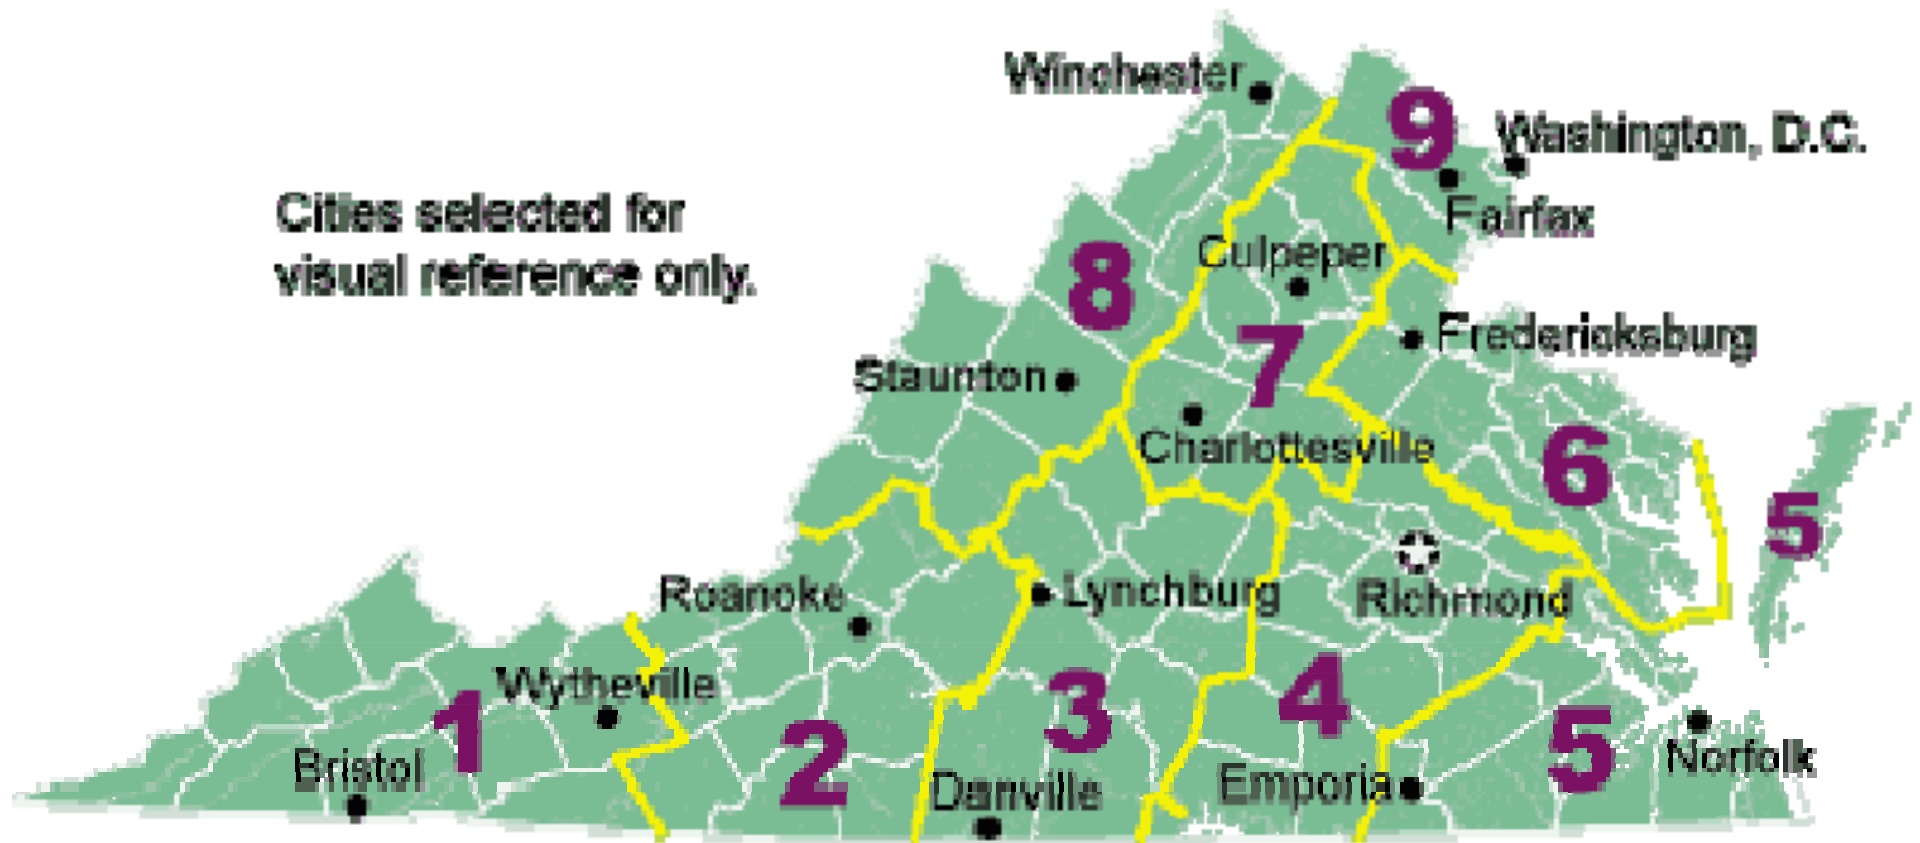 Winchester
9
Washington, D.C.
Fairfax
Cities selected for
visual reference only.
Culpeper
8
Fredericksburg
7
Staunton
Charlottesville
6
5
Roanoke
Lynchburg
Richmond
Wytheville
1
2
3
4
5
Norfolk
Bristol
Danville
Emporia